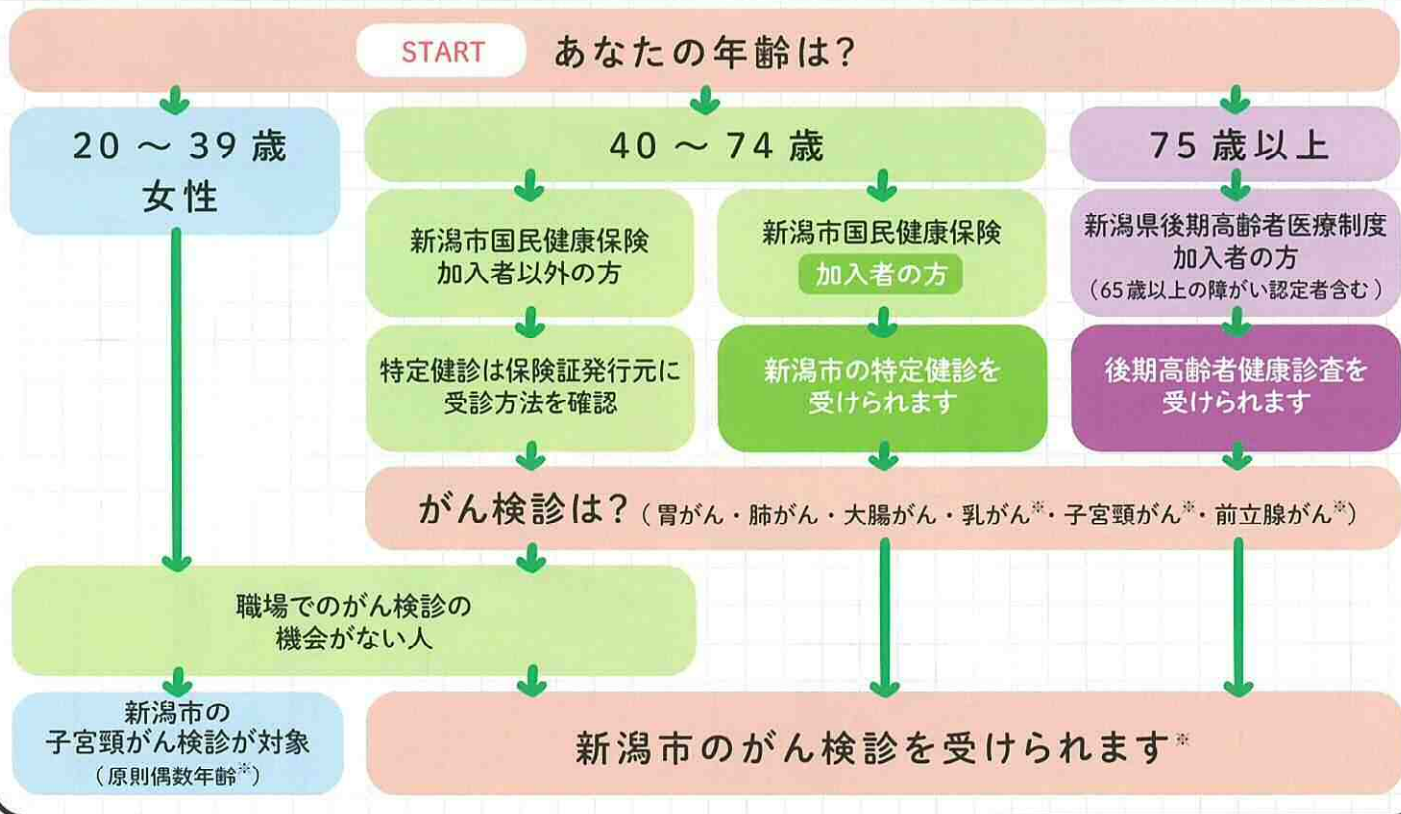 START あなたの年齢は?
20 ～ 39 歳
女性
40 ～ 74 歳
75 歳以上
新潟市国民健康保険
加入者以外の方
新潟市国民健康保険
加入者の方
新潟県後期高齢者医療制度
加入者の方
（65歳以上の障がい認定者含む）
特定健診は保険証発行元に
受診方法を確認
新潟市の特定健診を
受けられます
後期高齢者健康診査を
受けられます
がん検診は?（胃がん・肺がん・大腸がん・乳がん※・子宮頸がん※・前立腺がん※）
職場でのがん検診の
機会がない人
新潟市の
子宮頸がん検診が対象
（原則偶数年齢※）
新潟市のがん検診を受けられます※